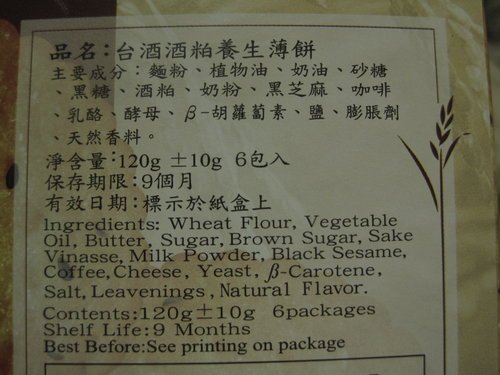 品名:台酒酒粕養生薄餅
主要成分:麵粉、植物油、奶油、砂糖
、黑糖、酒粕、奶粉、黑芝麻、咖啡
、乳酪、酵母、β-胡蘿蔔素、鹽、膨脹劑
、天然香料。
淨含量:120g ±10g 6包入
保存期限:9個月
有效日期:標示於紙盒上
Ingredients: Wheat Flour, Vegetable
Oil, Butter, Sugar, Brown Sugar, Sake
Vinasse, Milk Powder, Black Sesame,
Coffee, Cheese, Yeast, β-Carotene,
Salt, Leavenings, Natural Flavor.
Contents:120g±10g 6packages
Shelf Life:9 Months
Best Before:See printing on package